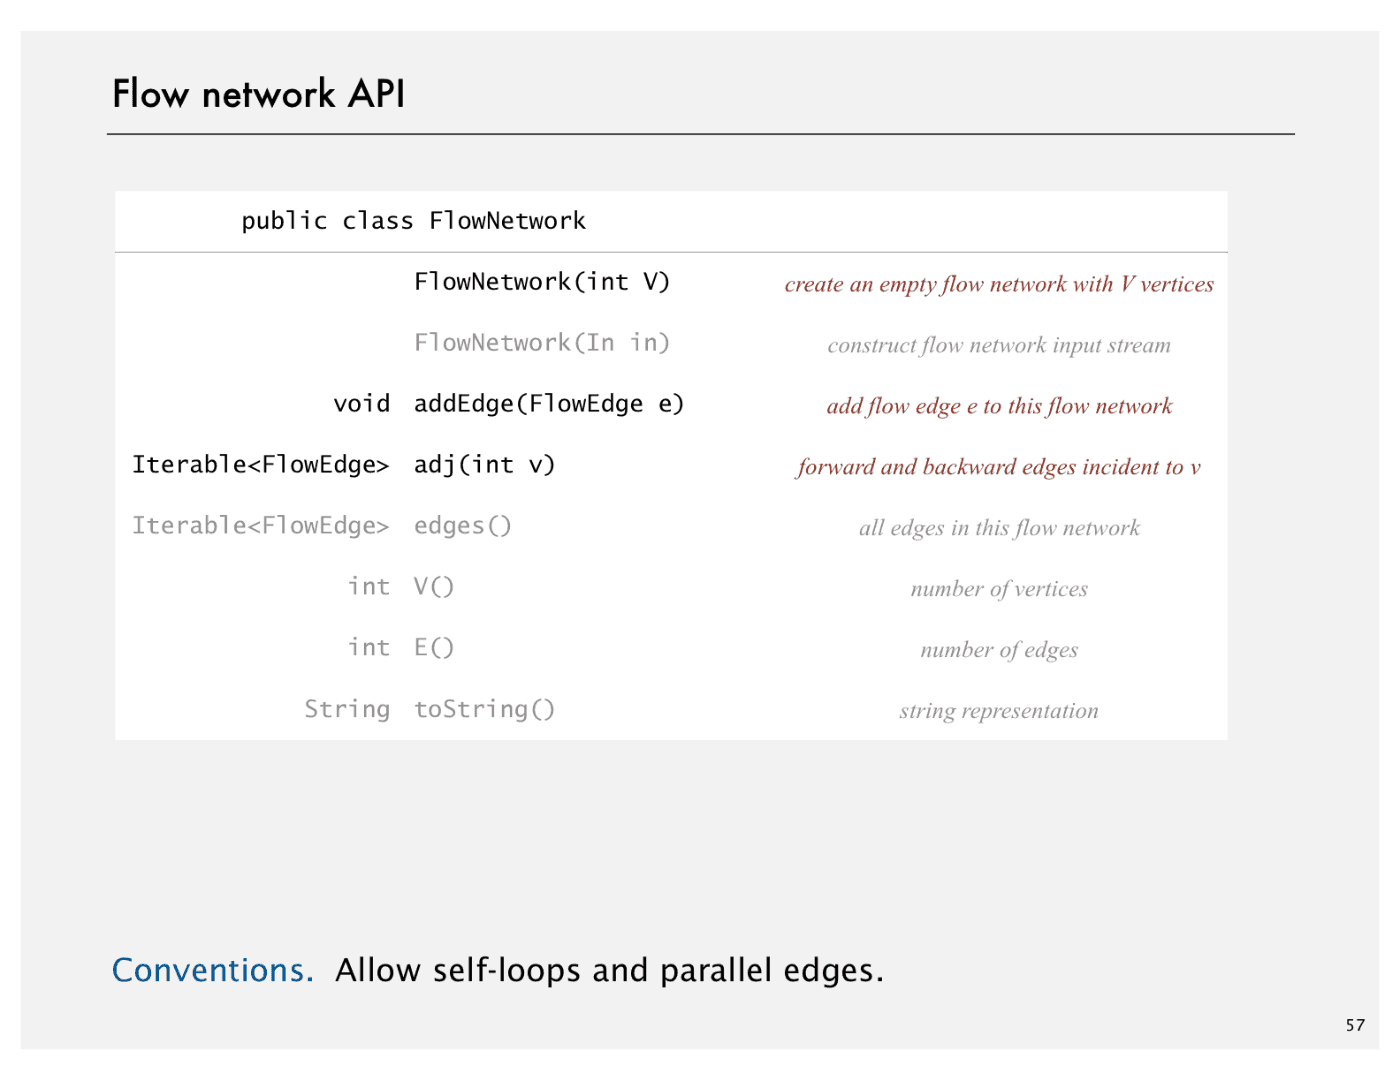 Flow network API
public class FlowNetwork
FlowNetwork(int V) create an empty flow network with V vertices
FlowNetwork(In in) construct flow network input stream
void addEdge(FlowEdge e) add flow edge e to this flow network
Iterable<FlowEdge> adj(int v) forward and backward edges incident to v
Iterable<FlowEdge> edges() all edges in this flow network
int V() number of vertices
int E() number of edges
String toString() string representation
Conventions. Allow self-loops and parallel edges.
57